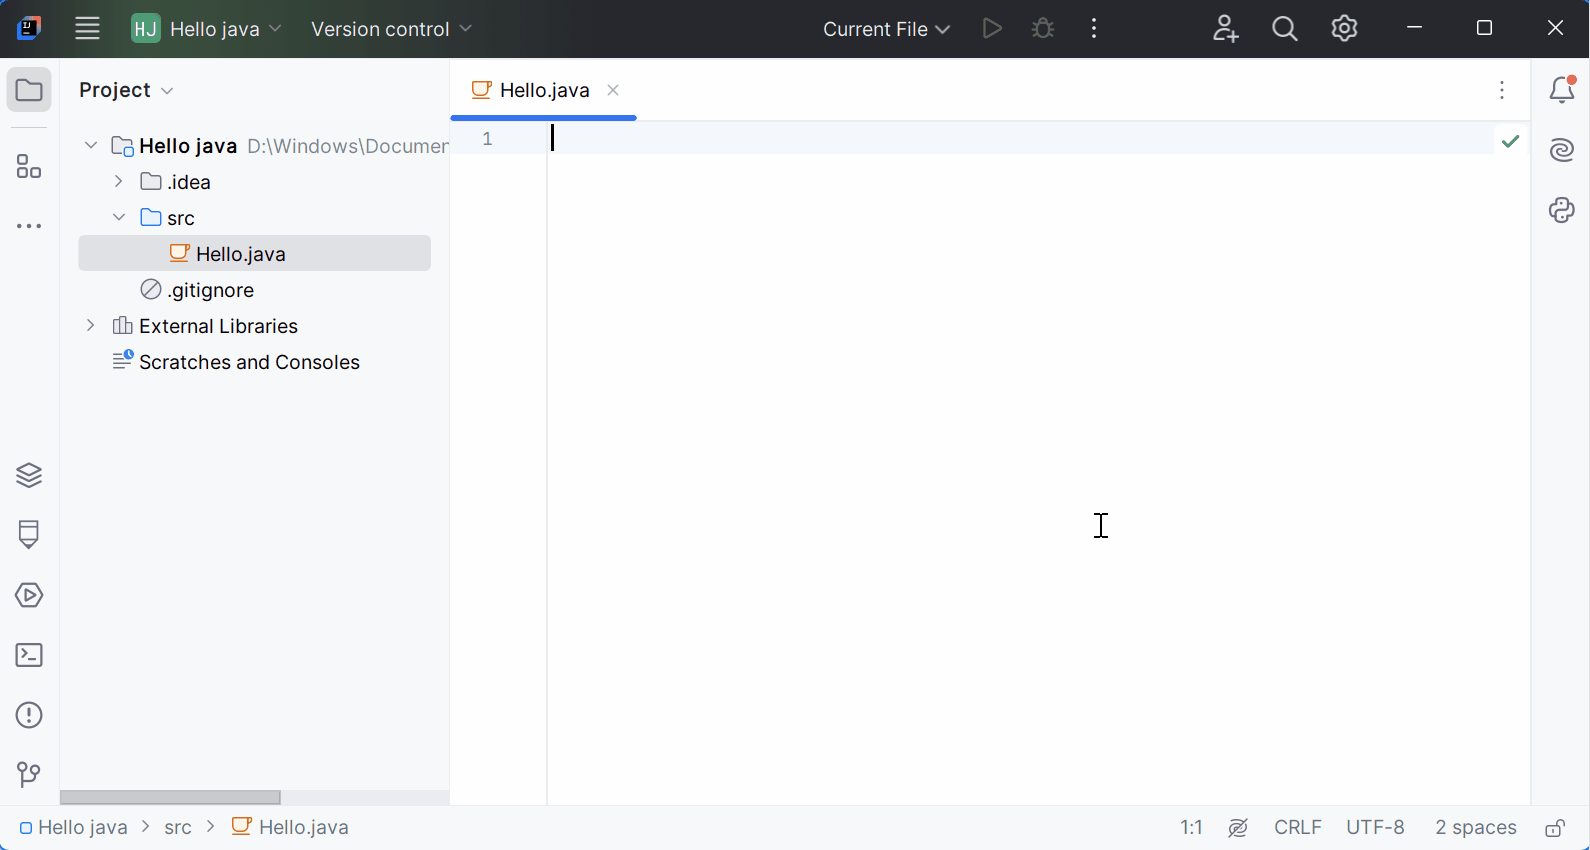 HJ Hello java Version control Current File
Project
Hello.java
Hello java D:\Windows\Documen
1
.idea
src
Hello.java
.gitignore
External Libraries
Scratches and Consoles
Hello java src Hello.java 1:1 CRLF UTF-8 2 spaces